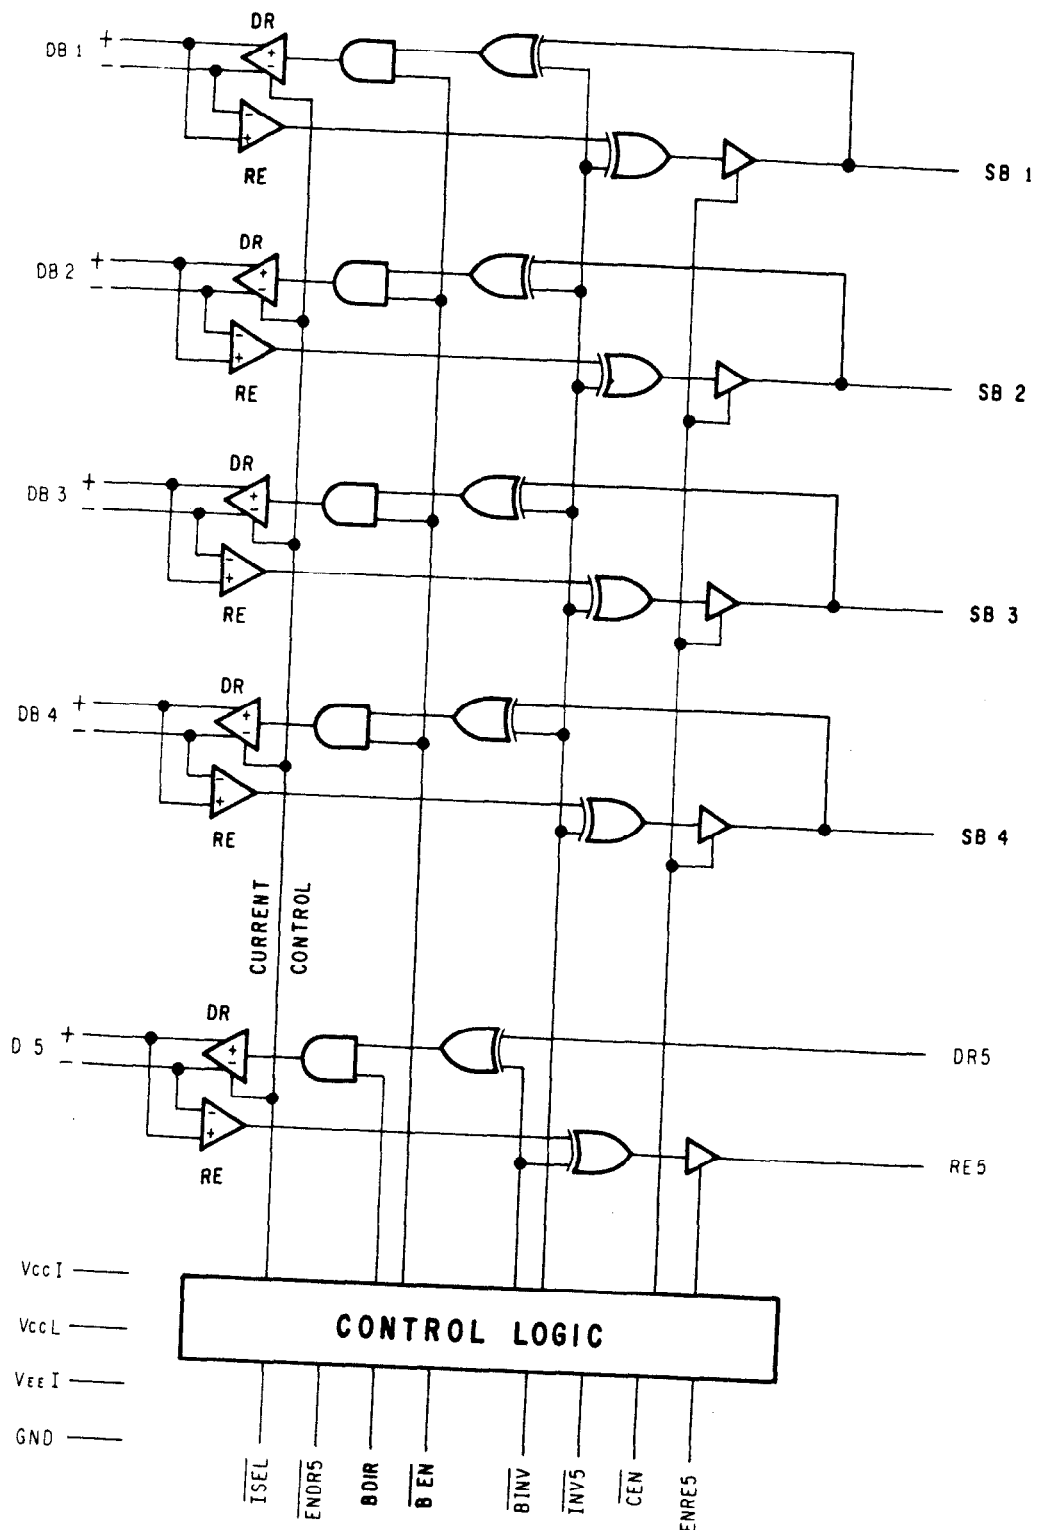 DR
DB 1 +
−
+
−
−
+
RE
SB 1
DR
DB 2 +
−
+
−
−
+
RE
SB 2
DR
DB 3 +
−
+
−
−
+
RE
SB 3
DR
DB 4 +
−
+
−
−
+
RE
SB 4
CURRENT
CONTROL
DR
D 5 +
−
+
−
−
+
RE
DR5
RE5
VCC I
VCC L
VEE I
GND
CONTROL LOGIC
ISEL
ENDR5
BDIR
B EN
BINV
INV5
CEN
ENRE5